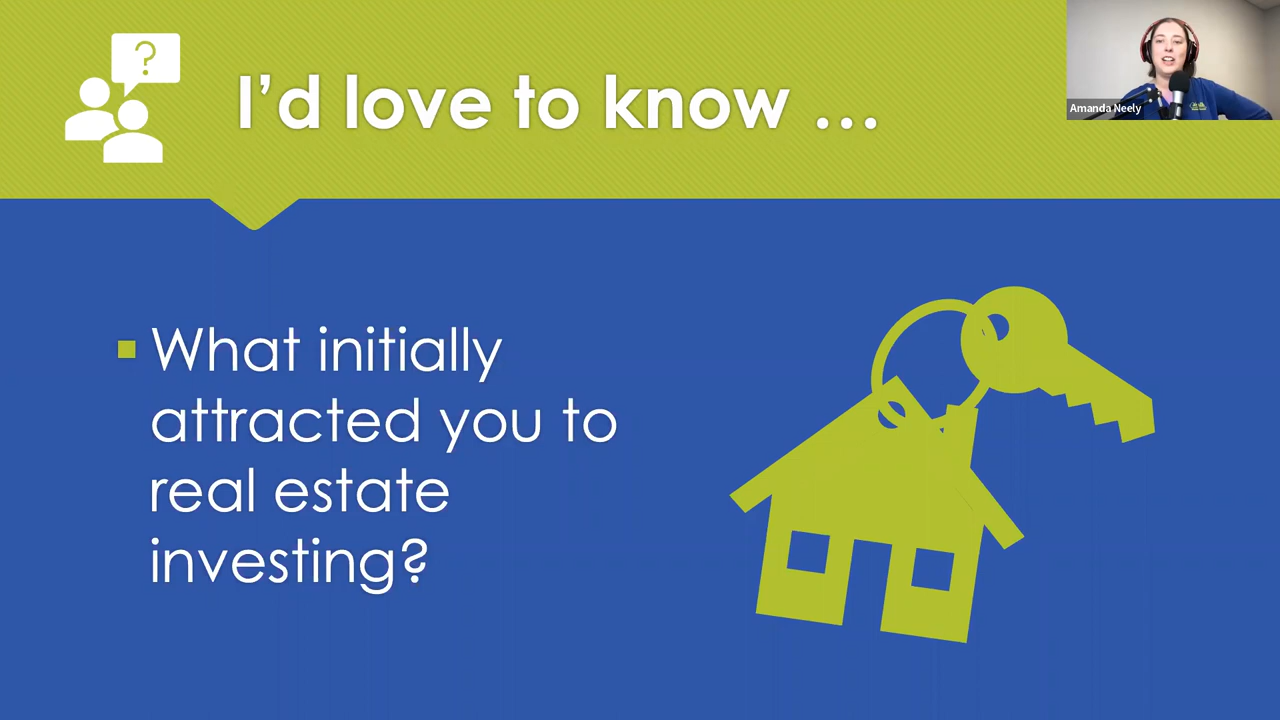 ?
I'd love to know ...
Amanda Neely
What initially
attracted you to
real estate
investing?